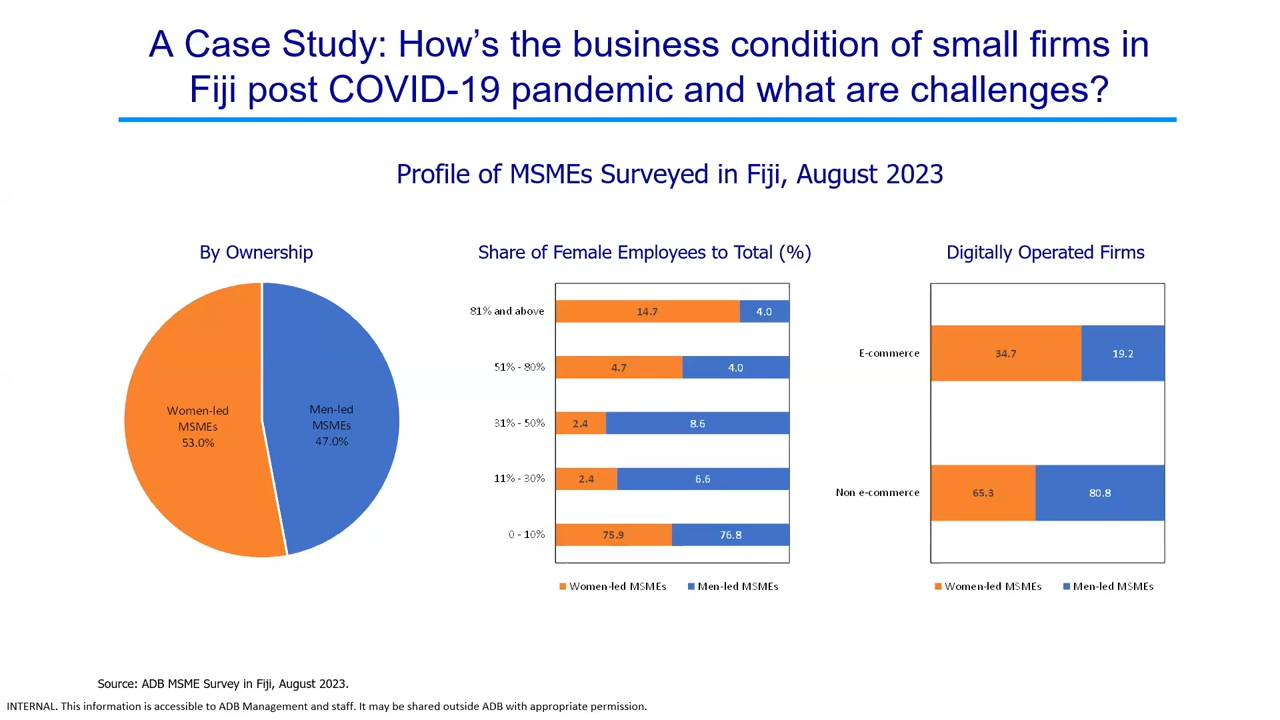 A Case Study: How’s the business condition of small firms in
Fiji post COVID-19 pandemic and what are challenges?
Profile of MSMEs Surveyed in Fiji, August 2023
By Ownership
Women-led
MSMEs
53.0%
Men-led
MSMEs
47.0%
Share of Female Employees to Total (%)
81% and above
14.7
4.0
51% - 80%
4.7
4.0
31% - 50%
2.4
8.6
11% - 30%
2.4
6.6
0 - 10%
75.9
76.8
Women-led MSMEs
Men-led MSMEs
Digitally Operated Firms
E-commerce
34.7
19.2
Non e-commerce
65.3
80.8
Women-led MSMEs
Men-led MSMEs
Source: ADB MSME Survey in Fiji, August 2023.
INTERNAL. This information is accessible to ADB Management and staff. It may be shared outside ADB with appropriate permission.